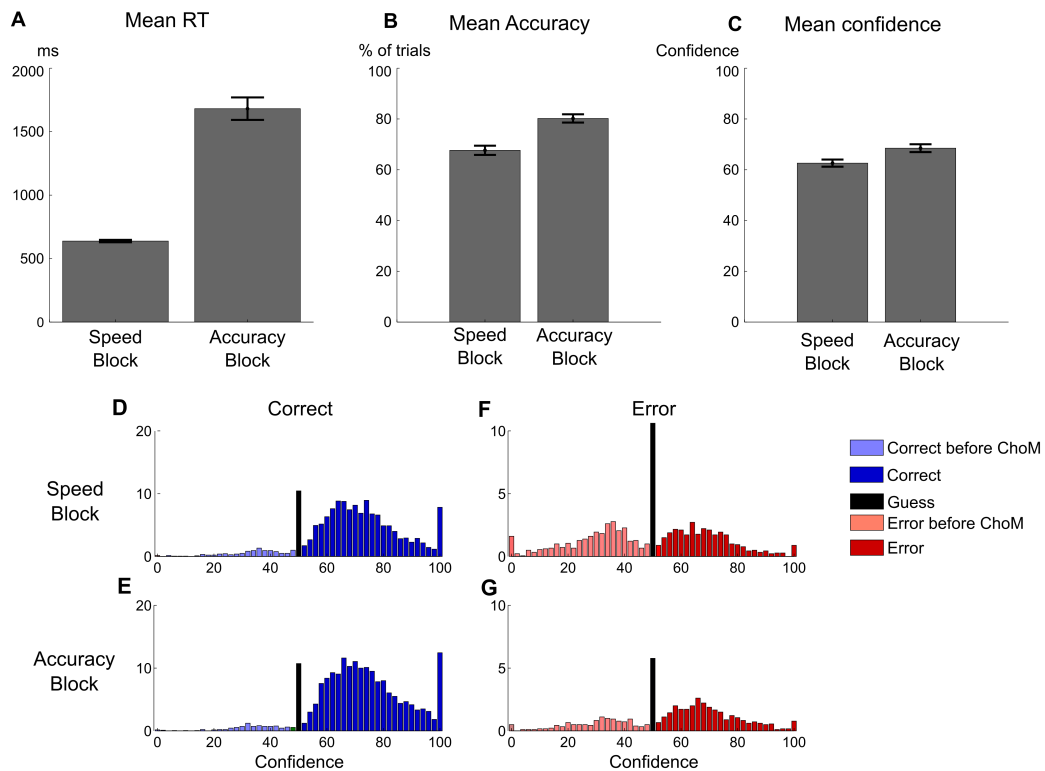 A
Mean RT
ms
2000
1500
1000
500
0
Speed
Block
Accuracy
Block
B
Mean Accuracy
% of trials
100
80
60
40
20
0
Speed
Block
Accuracy
Block
C
Mean confidence
Confidence
100
80
60
40
20
0
Speed
Block
Accuracy
Block
D
Correct
Speed
Block
20
10
0
0 20 40 60 80 100
F
Error
10
5
0
0 20 40 60 80 100
Correct before ChoM
Correct
Guess
Error before ChoM
Error
E
Accuracy
Block
20
10
0
0 20 40 60 80 100
Confidence
G
10
5
0
0 20 40 60 80 100
Confidence